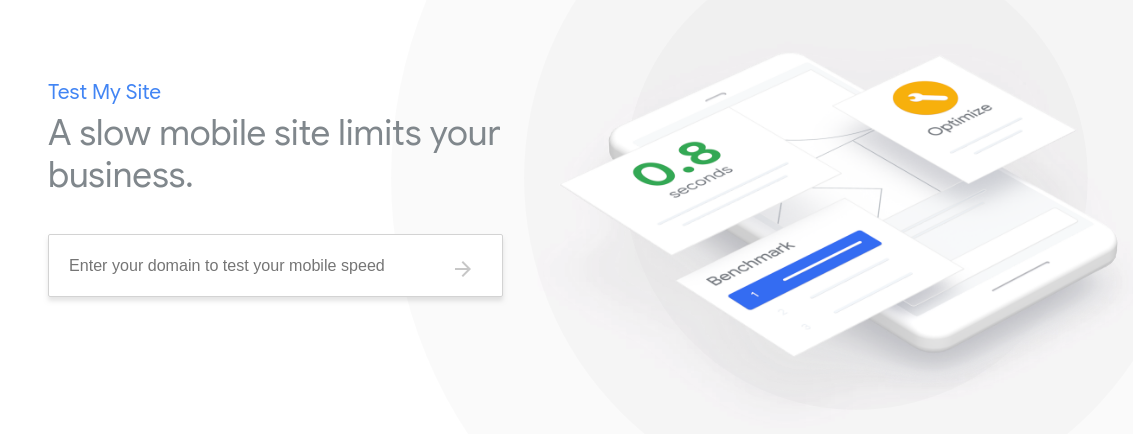 Test My Site
A slow mobile site limits your
business.
Enter your domain to test your mobile speed
0.8
seconds
Optimize
Benchmark
1
2
3